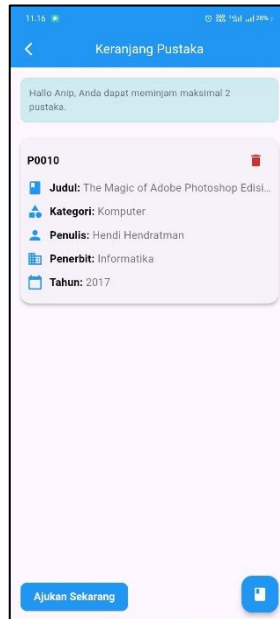 11.16
28%
Keranjang Pustaka
Hallo Anip, Anda dapat meminjam maksimal 2
pustaka.
P0010
Judul: The Magic of Adobe Photoshop Edisi...
Kategori: Komputer
Penulis: Hendi Hendratman
Penerbit: Informatika
Tahun: 2017
Ajukan Sekarang